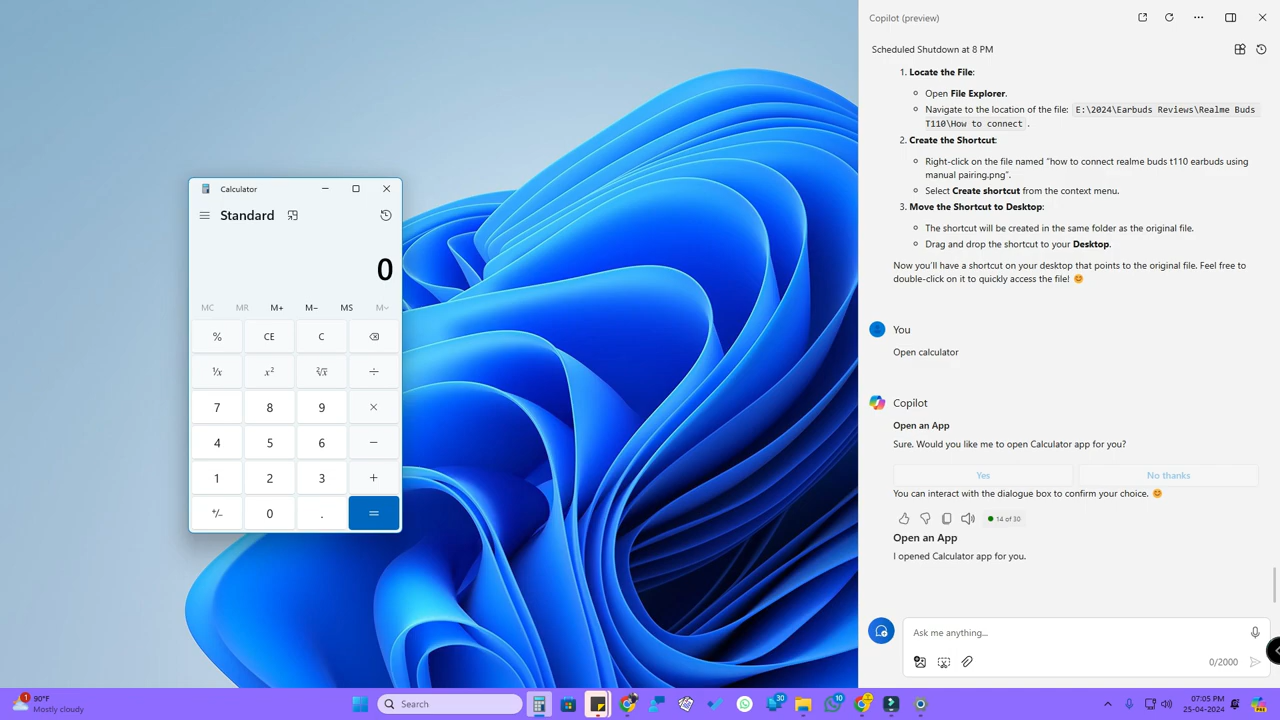 Calculator
Standard
0
MC MR M+ M− MS M˅
% CE C
⅟x x² ²√x ÷
7 8 9 ×
4 5 6 −
1 2 3 +
+/− 0 . =
Copilot (preview)
Scheduled Shutdown at 8 PM
1. Locate the File:
Open File Explorer.
Navigate to the location of the file: E:\2024\Earbuds Reviews\Realme Buds
T110\How to connect .
2. Create the Shortcut:
Right-click on the file named "how to connect realme buds t110 earbuds using
manual pairing.png".
Select Create shortcut from the context menu.
3. Move the Shortcut to Desktop:
The shortcut will be created in the same folder as the original file.
Drag and drop the shortcut to your Desktop.
Now you'll have a shortcut on your desktop that points to the original file. Feel free to
double-click on it to quickly access the file! 😊
You
Open calculator
Copilot
Open an App
Sure. Would you like me to open Calculator app for you?
Yes No thanks
You can interact with the dialogue box to confirm your choice. 😊
14 of 30
Open an App
I opened Calculator app for you.
Ask me anything...
0/2000
1 90°F
Mostly cloudy
Search
30
10
07:05 PM
25-04-2024
PRE